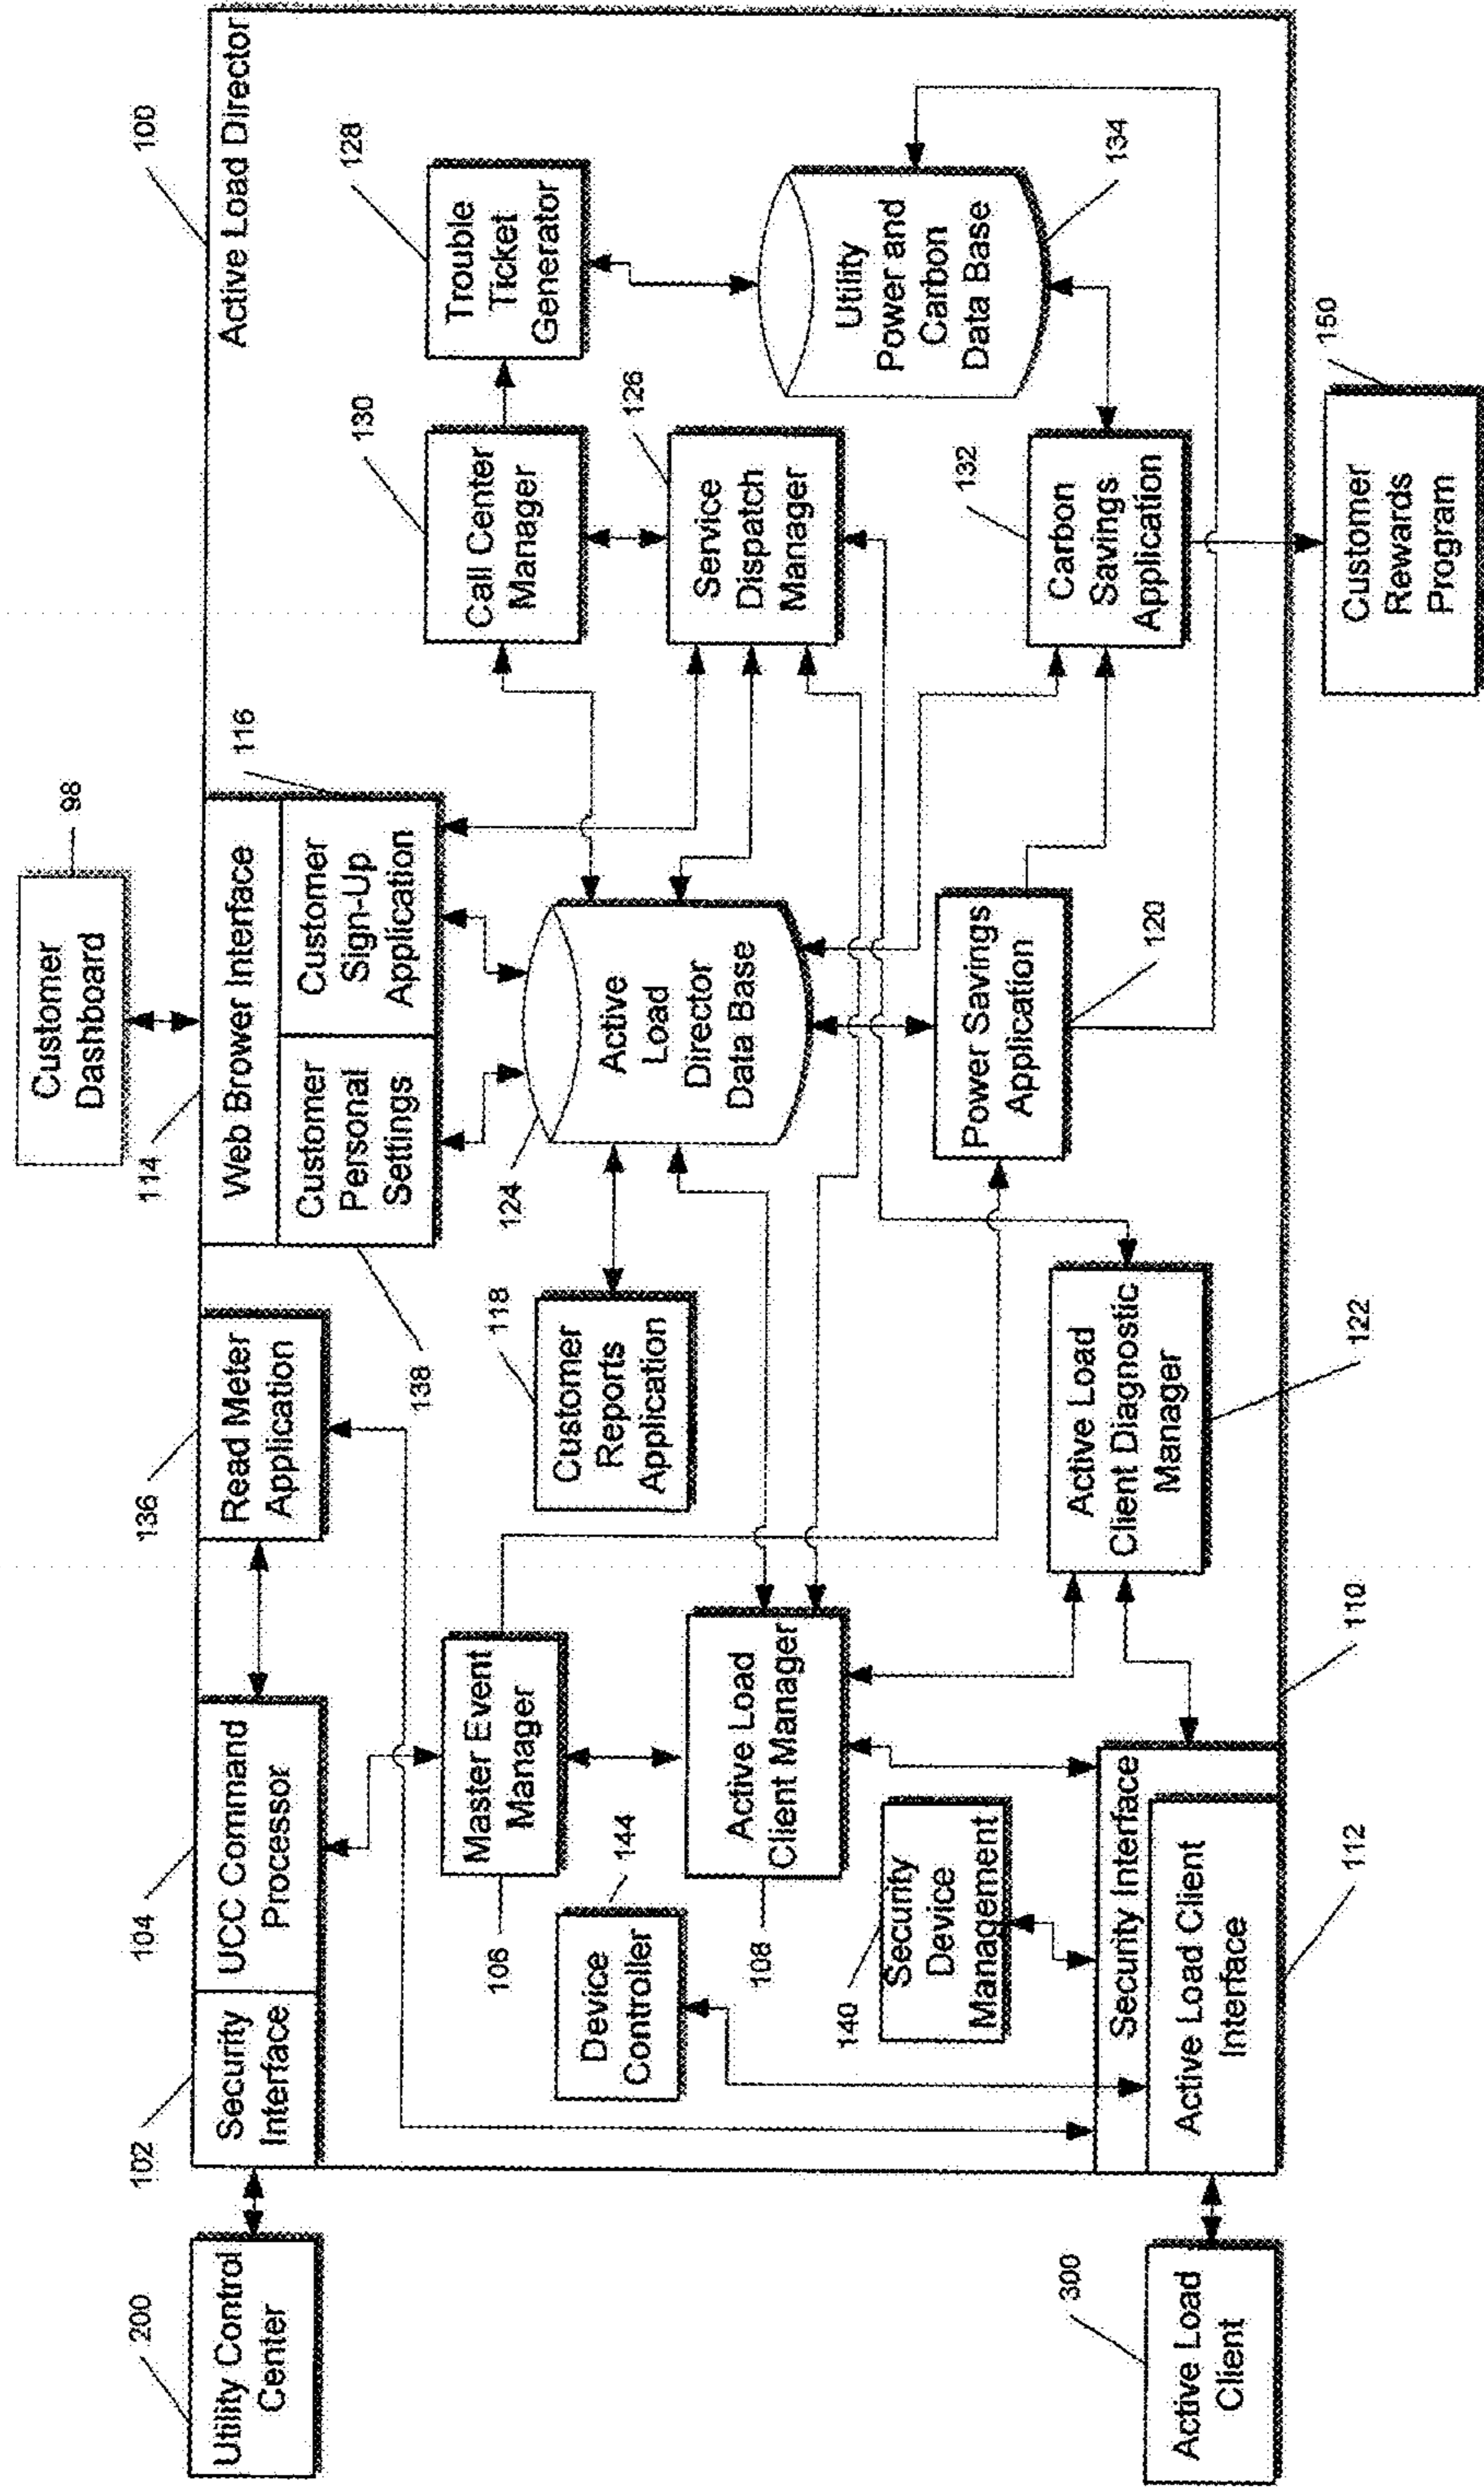 98
Customer
Dashboard
100
Active Load Director
200
Utility Control
Center
102
Security
Interface
104
UCC Command
Processor
136
Read Meter
Application
114
Web Brower Interface
Customer
Personal
Settings
138
Customer
Sign-Up
Application
116
130
Call Center
Manager
128
Trouble
Ticket
Generator
Master Event
Manager
106
144
Device
Controller
118
Customer
Reports
Application
124
Active
Load
Director
Data Base
126
Service
Dispatch
Manager
Utility
Power and
Carbon
Data Base
134
Active Load
Client Manager
108
140
Security
Device
Management
Power Savings
Application
120
132
Carbon
Savings
Application
Active Load
Client Diagnostic
Manager
122
Security Interface
110
Active Load Client
Interface
112
300
Active Load
Client
150
Customer
Rewards
Program